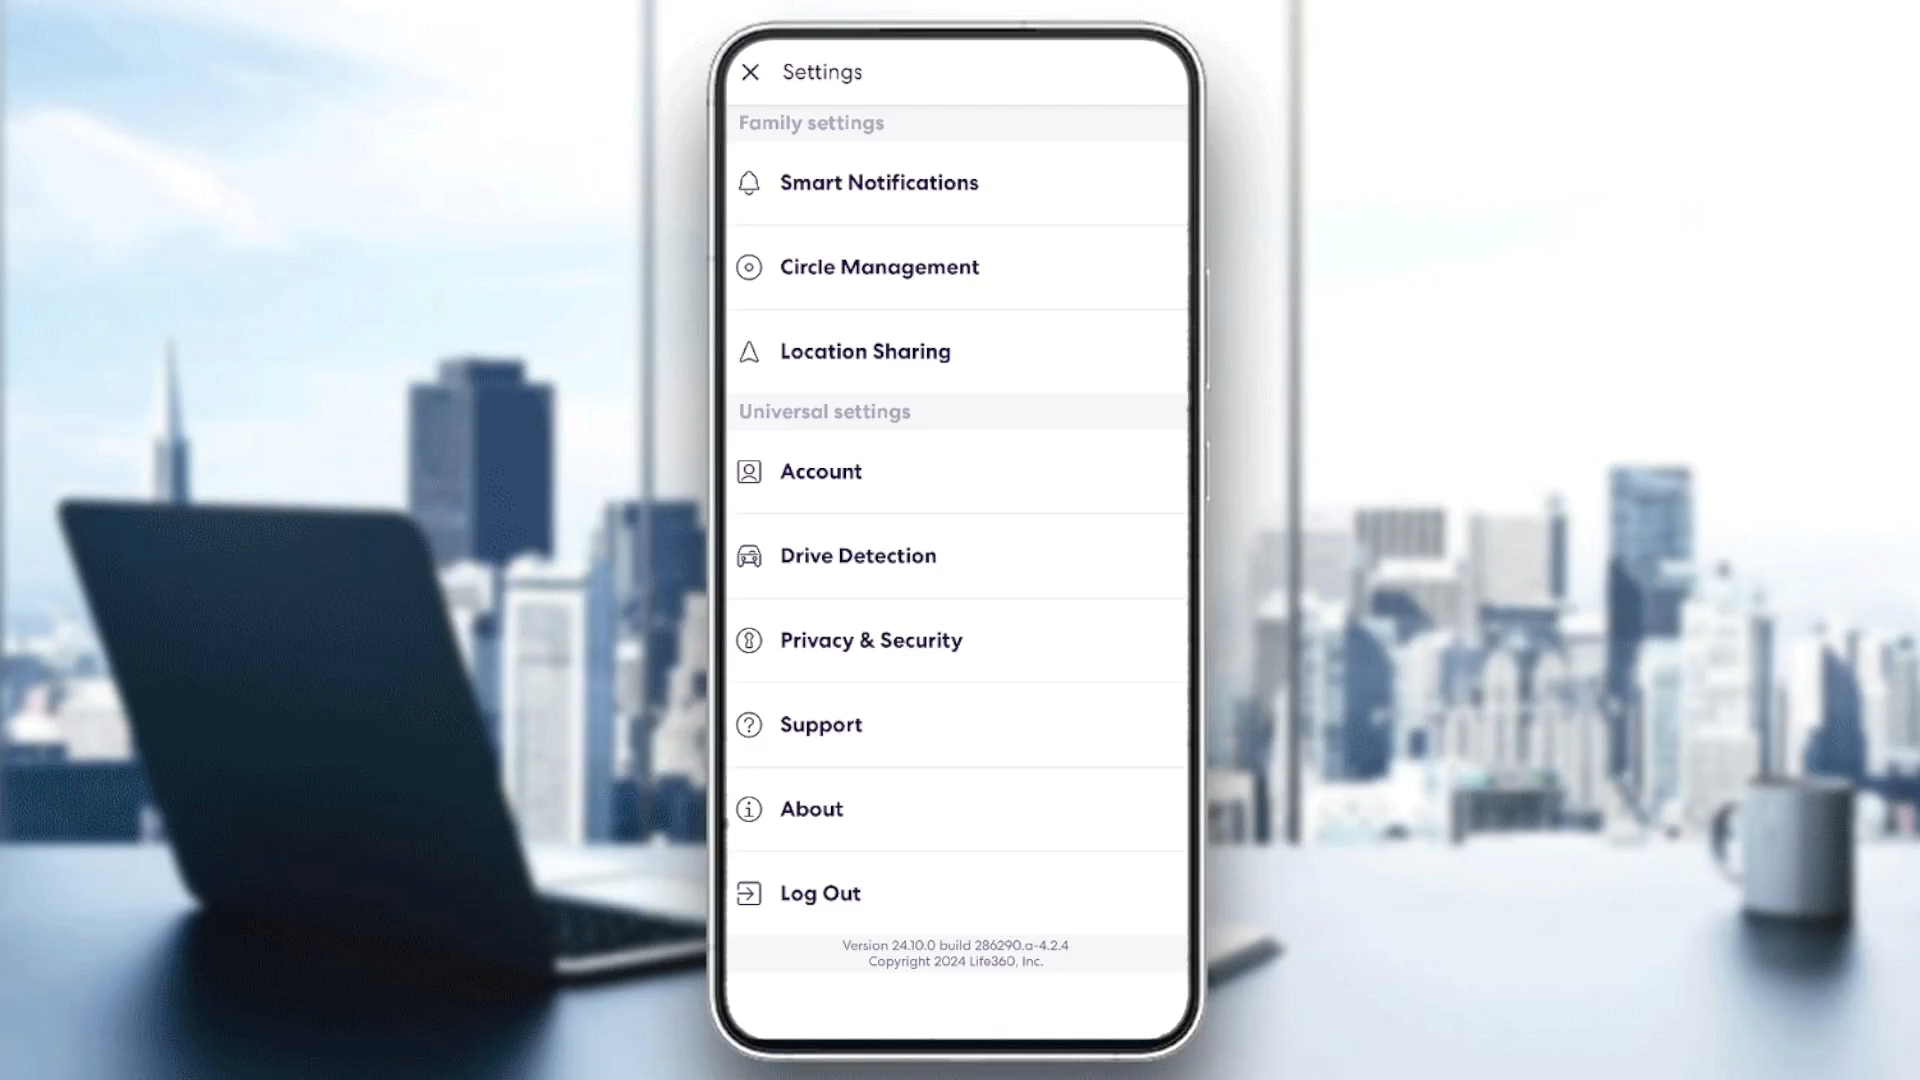 Settings
Family settings
Smart Notifications
Circle Management
Location Sharing
Universal settings
Account
Drive Detection
Privacy & Security
Support
About
Log Out
Version 24.10.0 build 286290.a-4.2.4
Copyright 2024 Life360, Inc.